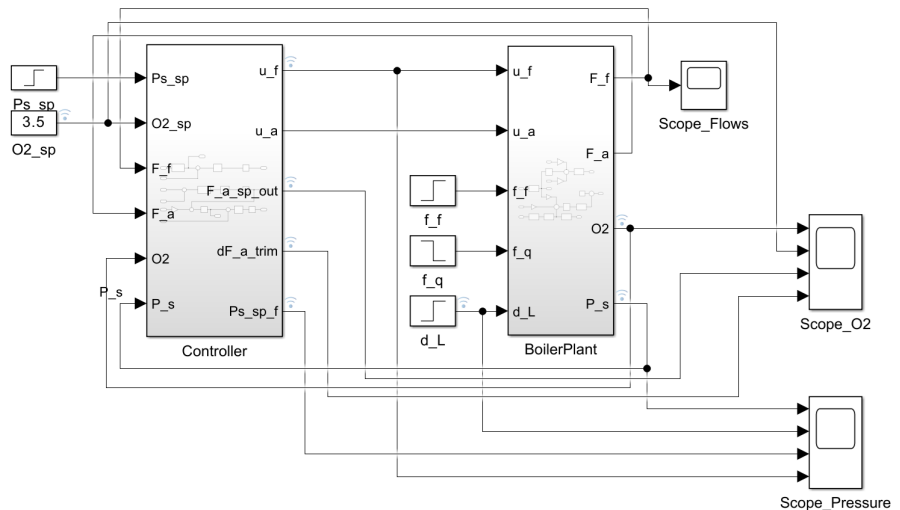 Ps_sp
3.5
O2_sp
Ps_sp
O2_sp
F_f
F_a
O2
P_s
P_s
u_f
u_a
F_a_sp_out
dF_a_trim
Ps_sp_f
Controller
f_f
f_q
d_L
u_f
u_a
f_f
f_q
d_L
F_f
F_a
O2
P_s
BoilerPlant
Scope_Flows
Scope_O2
Scope_Pressure